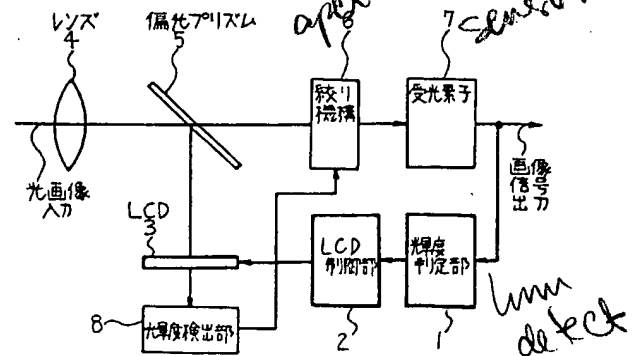 レンズ
4
偏光プリズム
5
6
7
絞り
機構
受光素子
光画像
入力
画像
信号
出力
LCD
3
LCD
制御部
輝度
判定部
8
輝度検出部
2
1
lum
detect